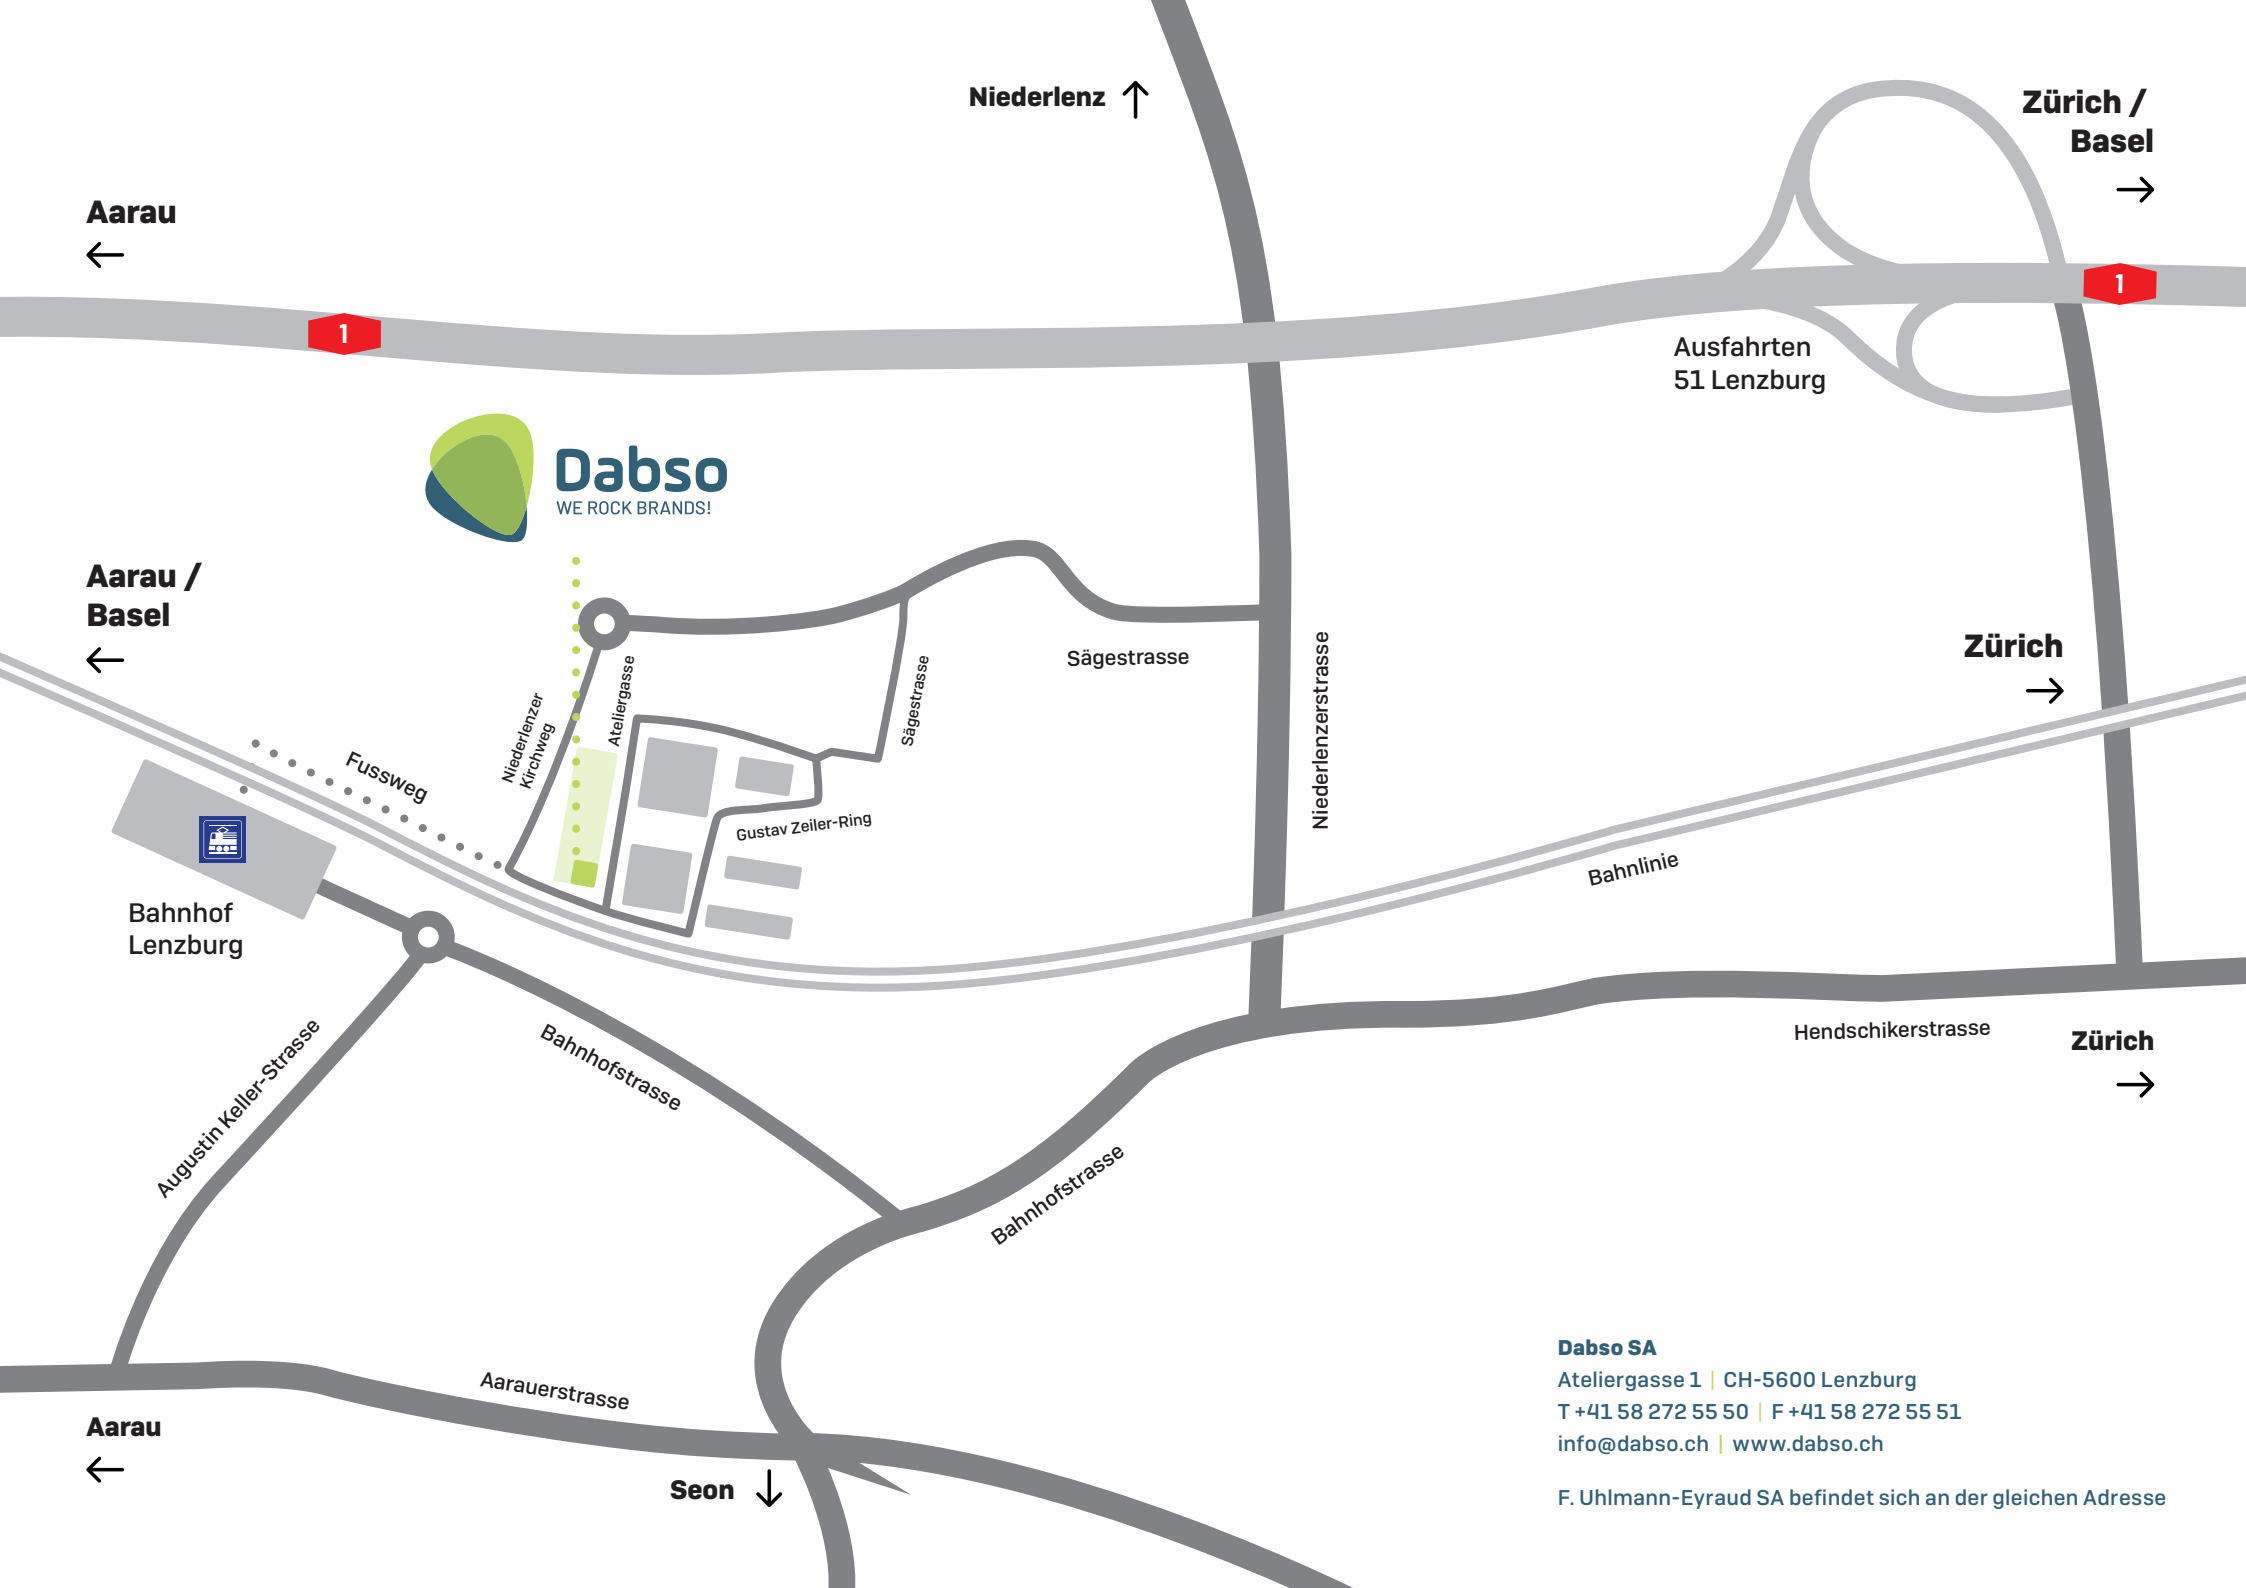 Niederlenz
Zürich /
Basel
Aarau
1
1
Ausfahrten
51 Lenzburg
Dabso
WE ROCK BRANDS!
Aarau /
Basel
Zürich
Sägestrasse
Niederlenzerstrasse
Ateliergasse
Sägestrasse
Niederlenzer
Kirchweg
Fussweg
Gustav Zeiler-Ring
Bahnlinie
Bahnhof
Lenzburg
Bahnhofstrasse
Augustin Keller-Strasse
Hendschikerstrasse
Zürich
Bahnhofstrasse
Aarauerstrasse
Aarau
Seon
Dabso SA
Ateliergasse 1 | CH-5600 Lenzburg
T +41 58 272 55 50 | F +41 58 272 55 51
info@dabso.ch | www.dabso.ch
F. Uhlmann-Eyraud SA befindet sich an der gleichen Adresse